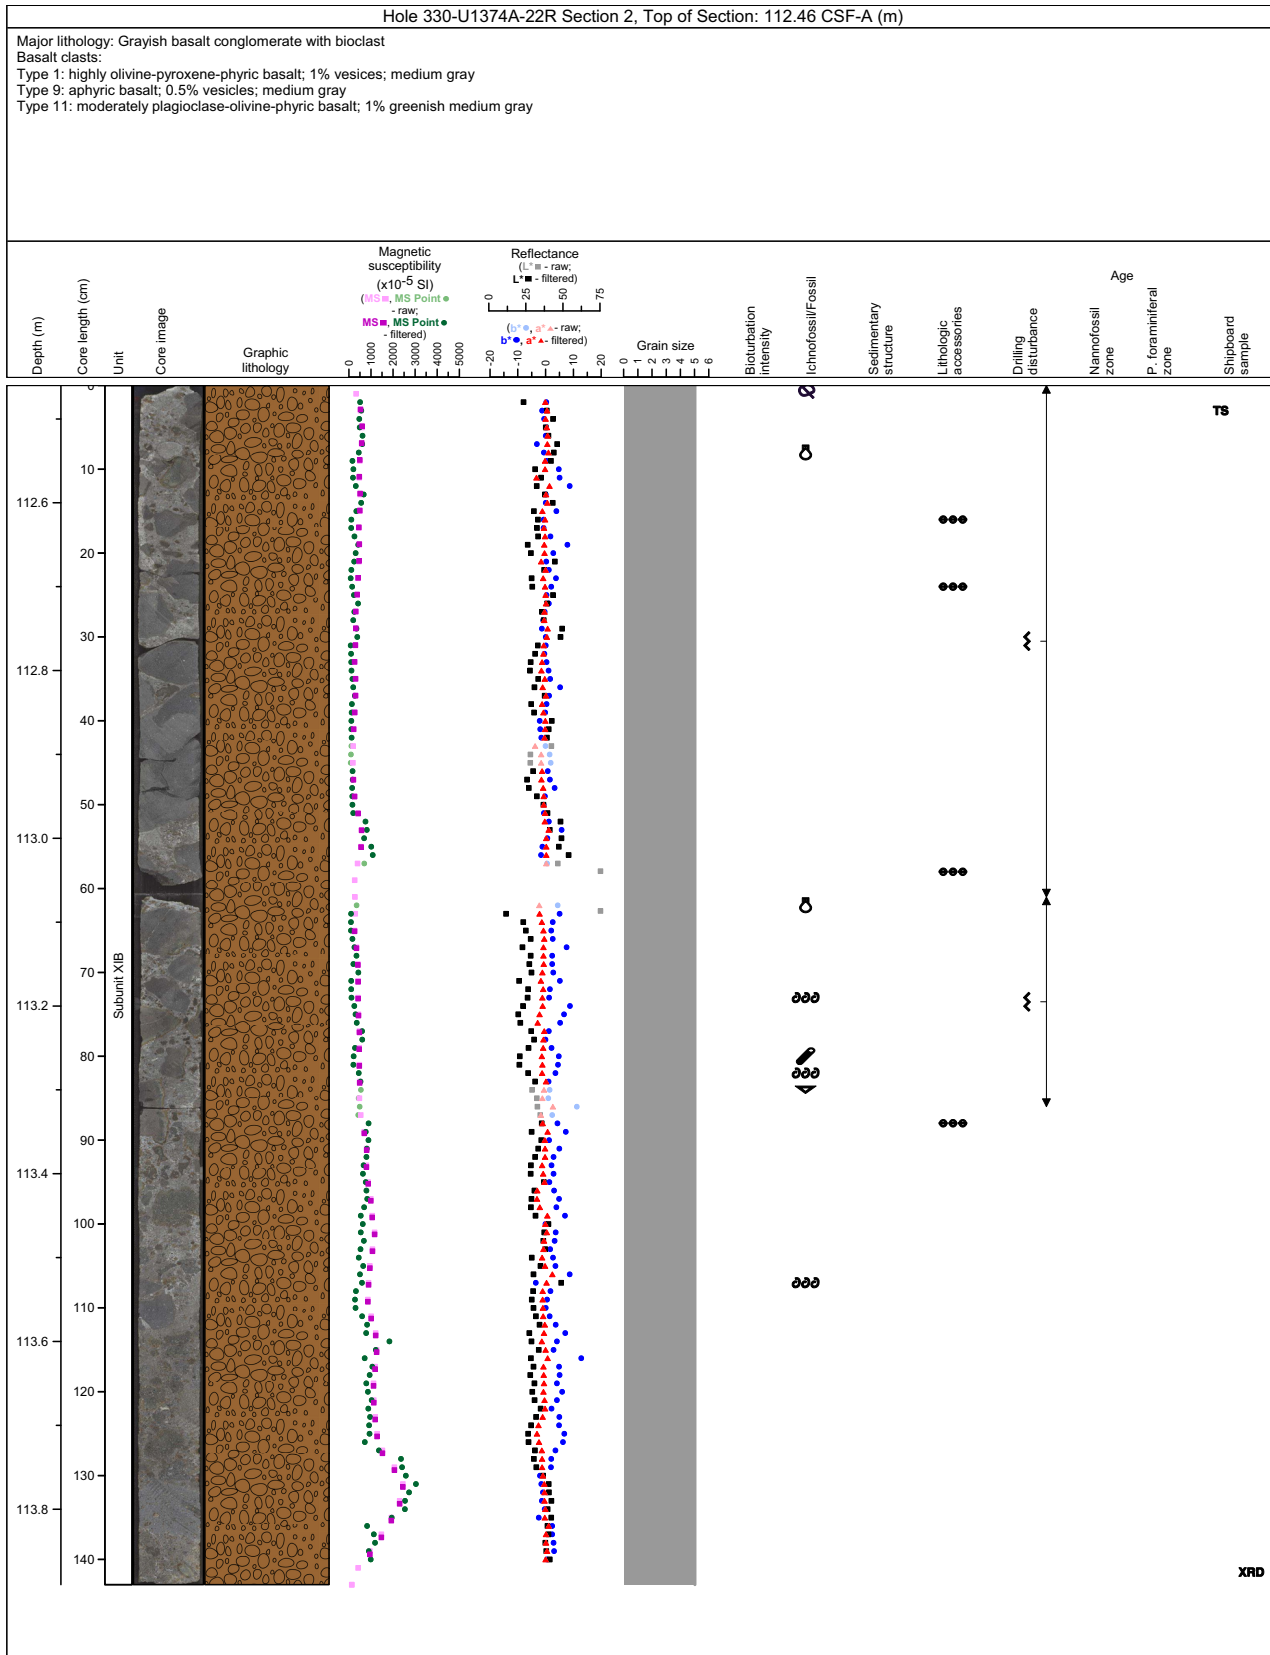 Hole 330-U1374A-22R Section 2, Top of Section: 112.46 CSF-A (m)
Major lithology: Grayish basalt conglomerate with bioclast
Basalt clasts:
Type 1: highly olivine-pyroxene-phyric basalt; 1% vesices; medium gray
Type 9: aphyric basalt; 0.5% vesicles; medium gray
Type 11: moderately plagioclase-olivine-phyric basalt; 1% greenish medium gray
Depth (m)
Core length (cm)
Unit
Core image
Graphic
lithology
Magnetic
susceptibility
(x10-5 SI)
(MS, MS Point
- raw;
MS, MS Point
- filtered)
0 1000 2000 3000 4000 5000
Reflectance
(L* - raw;
L* - filtered)
0 25 50 75
(b*, a* - raw;
b*, a* - filtered)
-20 -10 0 10 20
Grain size
0 1 2 3 4 5 6
Bioturbation
intensity
Ichnofossil/Fossil
Sedimentary
structure
Lithologic
accessories
Drilling
disturbance
Age
Nannofossil
zone
P. foraminiferal
zone
Shipboard
sample
0
TS
10
112.6
20
30
112.8
40
50
113.0
60
70
113.2
Subunit XIB
80
90
113.4
100
110
113.6
120
130
113.8
140
XRD